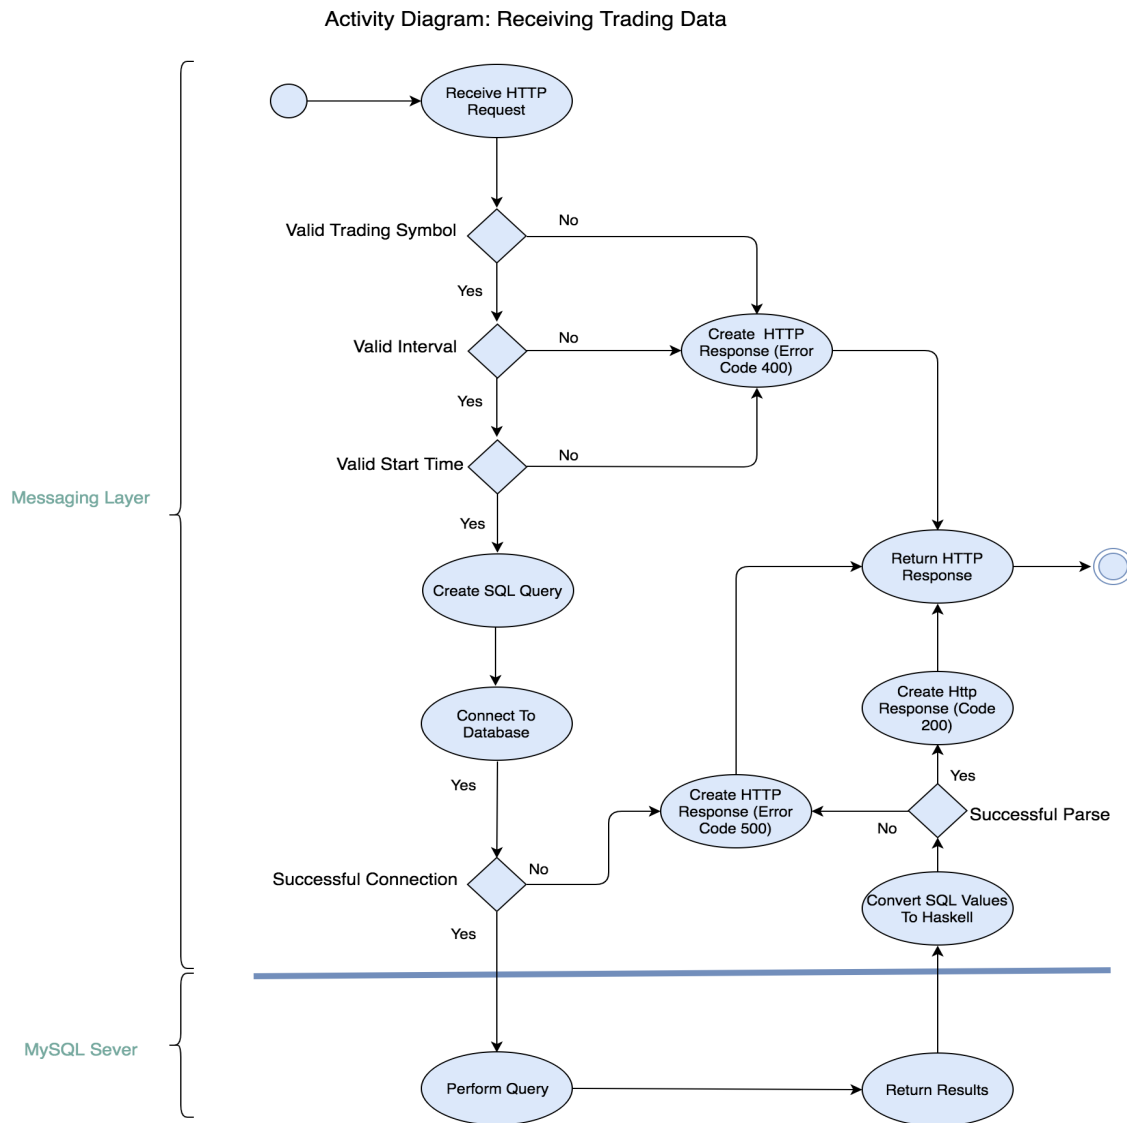 Activity Diagram: Receiving Trading Data
Receive HTTP
Request
Valid Trading Symbol
No
Yes
Valid Interval
No
Create HTTP
Response (Error
Code 400)
Yes
Valid Start Time
No
Messaging Layer
Yes
Create SQL Query
Return HTTP
Response
Connect To
Database
Create Http
Response (Code
200)
Yes
Yes
Create HTTP
Response (Error
Code 500)
No
Successful Parse
Successful Connection
No
Convert SQL Values
To Haskell
Yes
MySQL Sever
Perform Query
Return Results